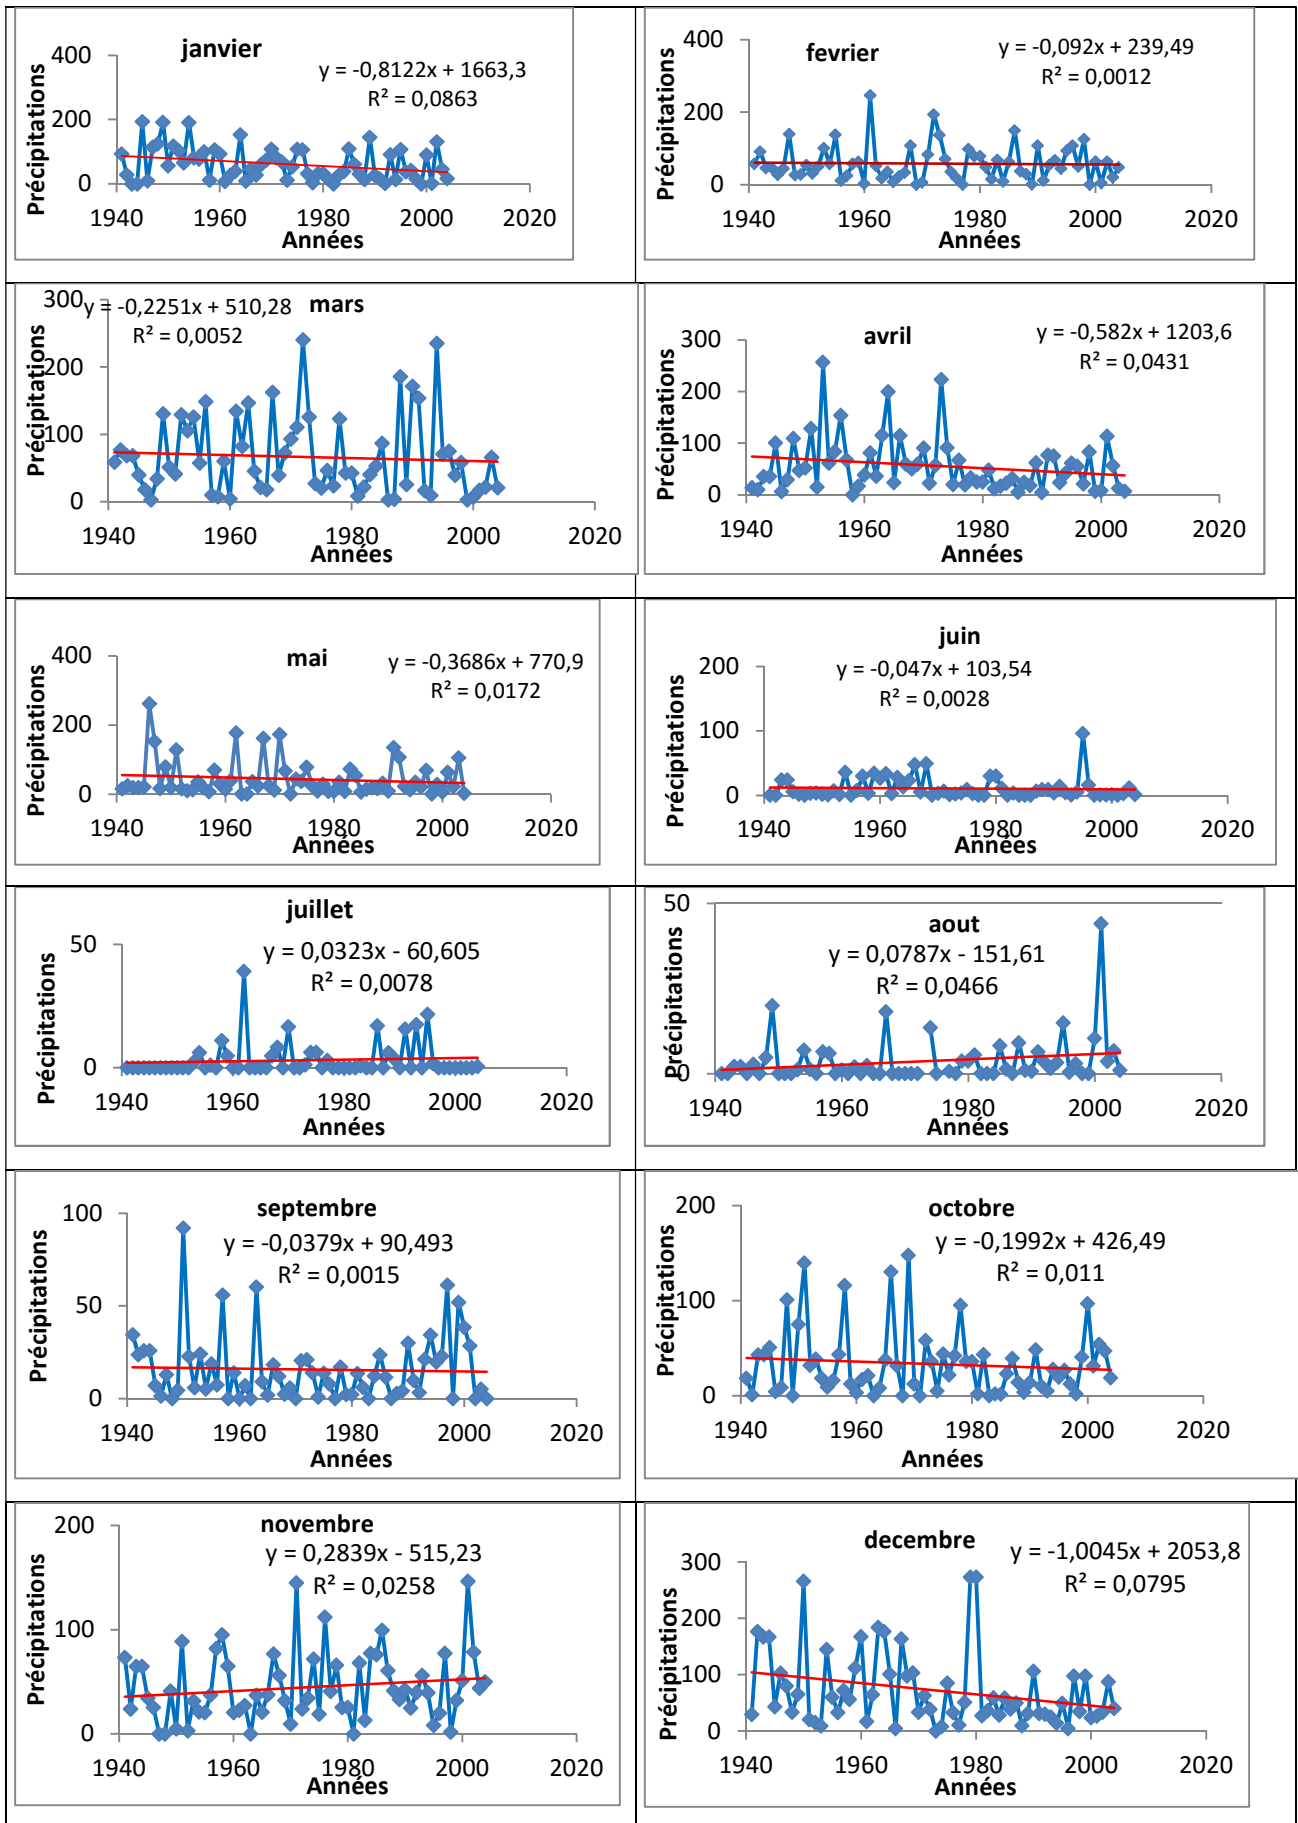 janvier
y = -0,8122x + 1663,3
R² = 0,0863
Précipitations
400
200
0
1940 1960 1980 2000 2020
Années
fevrier
y = -0,092x + 239,49
R² = 0,0012
Précipitations
400
200
0
1940 1960 1980 2000 2020
Années
mars
y = -0,2251x + 510,28
R² = 0,0052
Précipitations
300
200
100
0
1940 1960 1980 2000 2020
Années
avril
y = -0,582x + 1203,6
R² = 0,0431
Précipitations
300
200
100
0
1940 1960 1980 2000 2020
Années
mai
y = -0,3686x + 770,9
R² = 0,0172
Précipitations
400
200
0
1940 1960 1980 2000 2020
Années
juin
y = -0,047x + 103,54
R² = 0,0028
Précipitations
200
100
0
1940 1960 1980 2000 2020
Années
juillet
y = 0,0323x - 60,605
R² = 0,0078
Précipitations
50
0
1940 1960 1980 2000 2020
Années
aout
y = 0,0787x - 151,61
R² = 0,0466
Précipitations
50
0
1940 1960 1980 2000 2020
Années
septembre
y = -0,0379x + 90,493
R² = 0,0015
Précipitations
100
50
0
1940 1960 1980 2000 2020
Années
octobre
y = -0,1992x + 426,49
R² = 0,011
Précipitations
200
100
0
1940 1960 1980 2000 2020
Années
novembre
y = 0,2839x - 515,23
R² = 0,0258
Précipitations
200
100
0
1940 1960 1980 2000 2020
Années
decembre
y = -1,0045x + 2053,8
R² = 0,0795
Précipitations
300
200
100
0
1940 1960 1980 2000 2020
Années